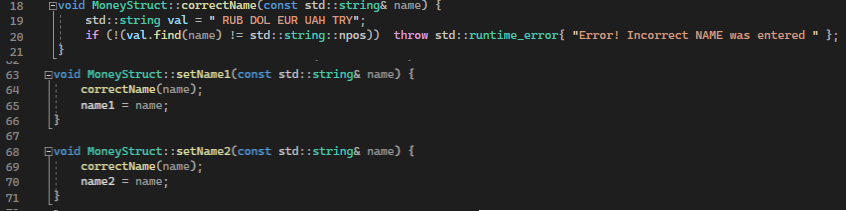 18 void MoneyStruct::correctName(const std::string& name) {
19 std::string val = " RUB DOL EUR UAH TRY";
20 if (!(val.find(name) != std::string::npos)) throw std::runtime_error{ "Error! Incorrect NAME was entered " };
21 }
63 void MoneyStruct::setName1(const std::string& name) {
64 correctName(name);
65 name1 = name;
66 }
67
68 void MoneyStruct::setName2(const std::string& name) {
69 correctName(name);
70 name2 = name;
71 }